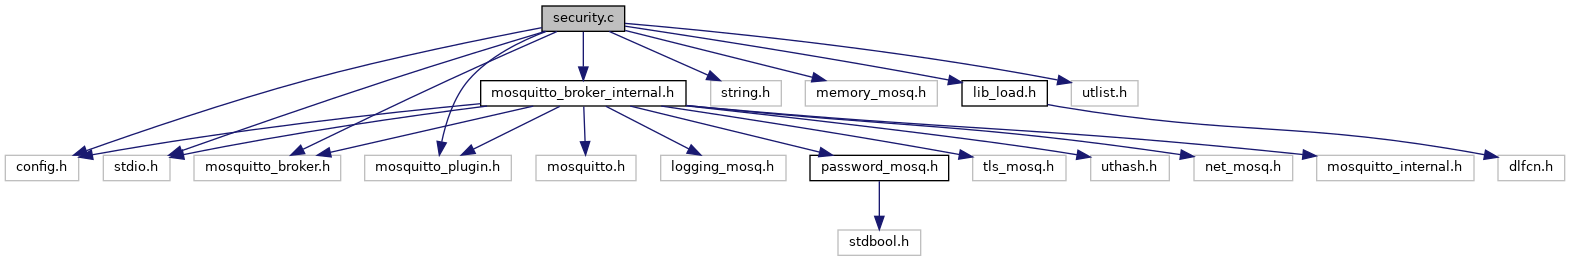 security.c
mosquitto_broker_internal.h
string.h
memory_mosq.h
lib_load.h
utlist.h
config.h
stdio.h
mosquitto_broker.h
mosquitto_plugin.h
mosquitto.h
logging_mosq.h
password_mosq.h
tls_mosq.h
uthash.h
net_mosq.h
mosquitto_internal.h
dlfcn.h
stdbool.h